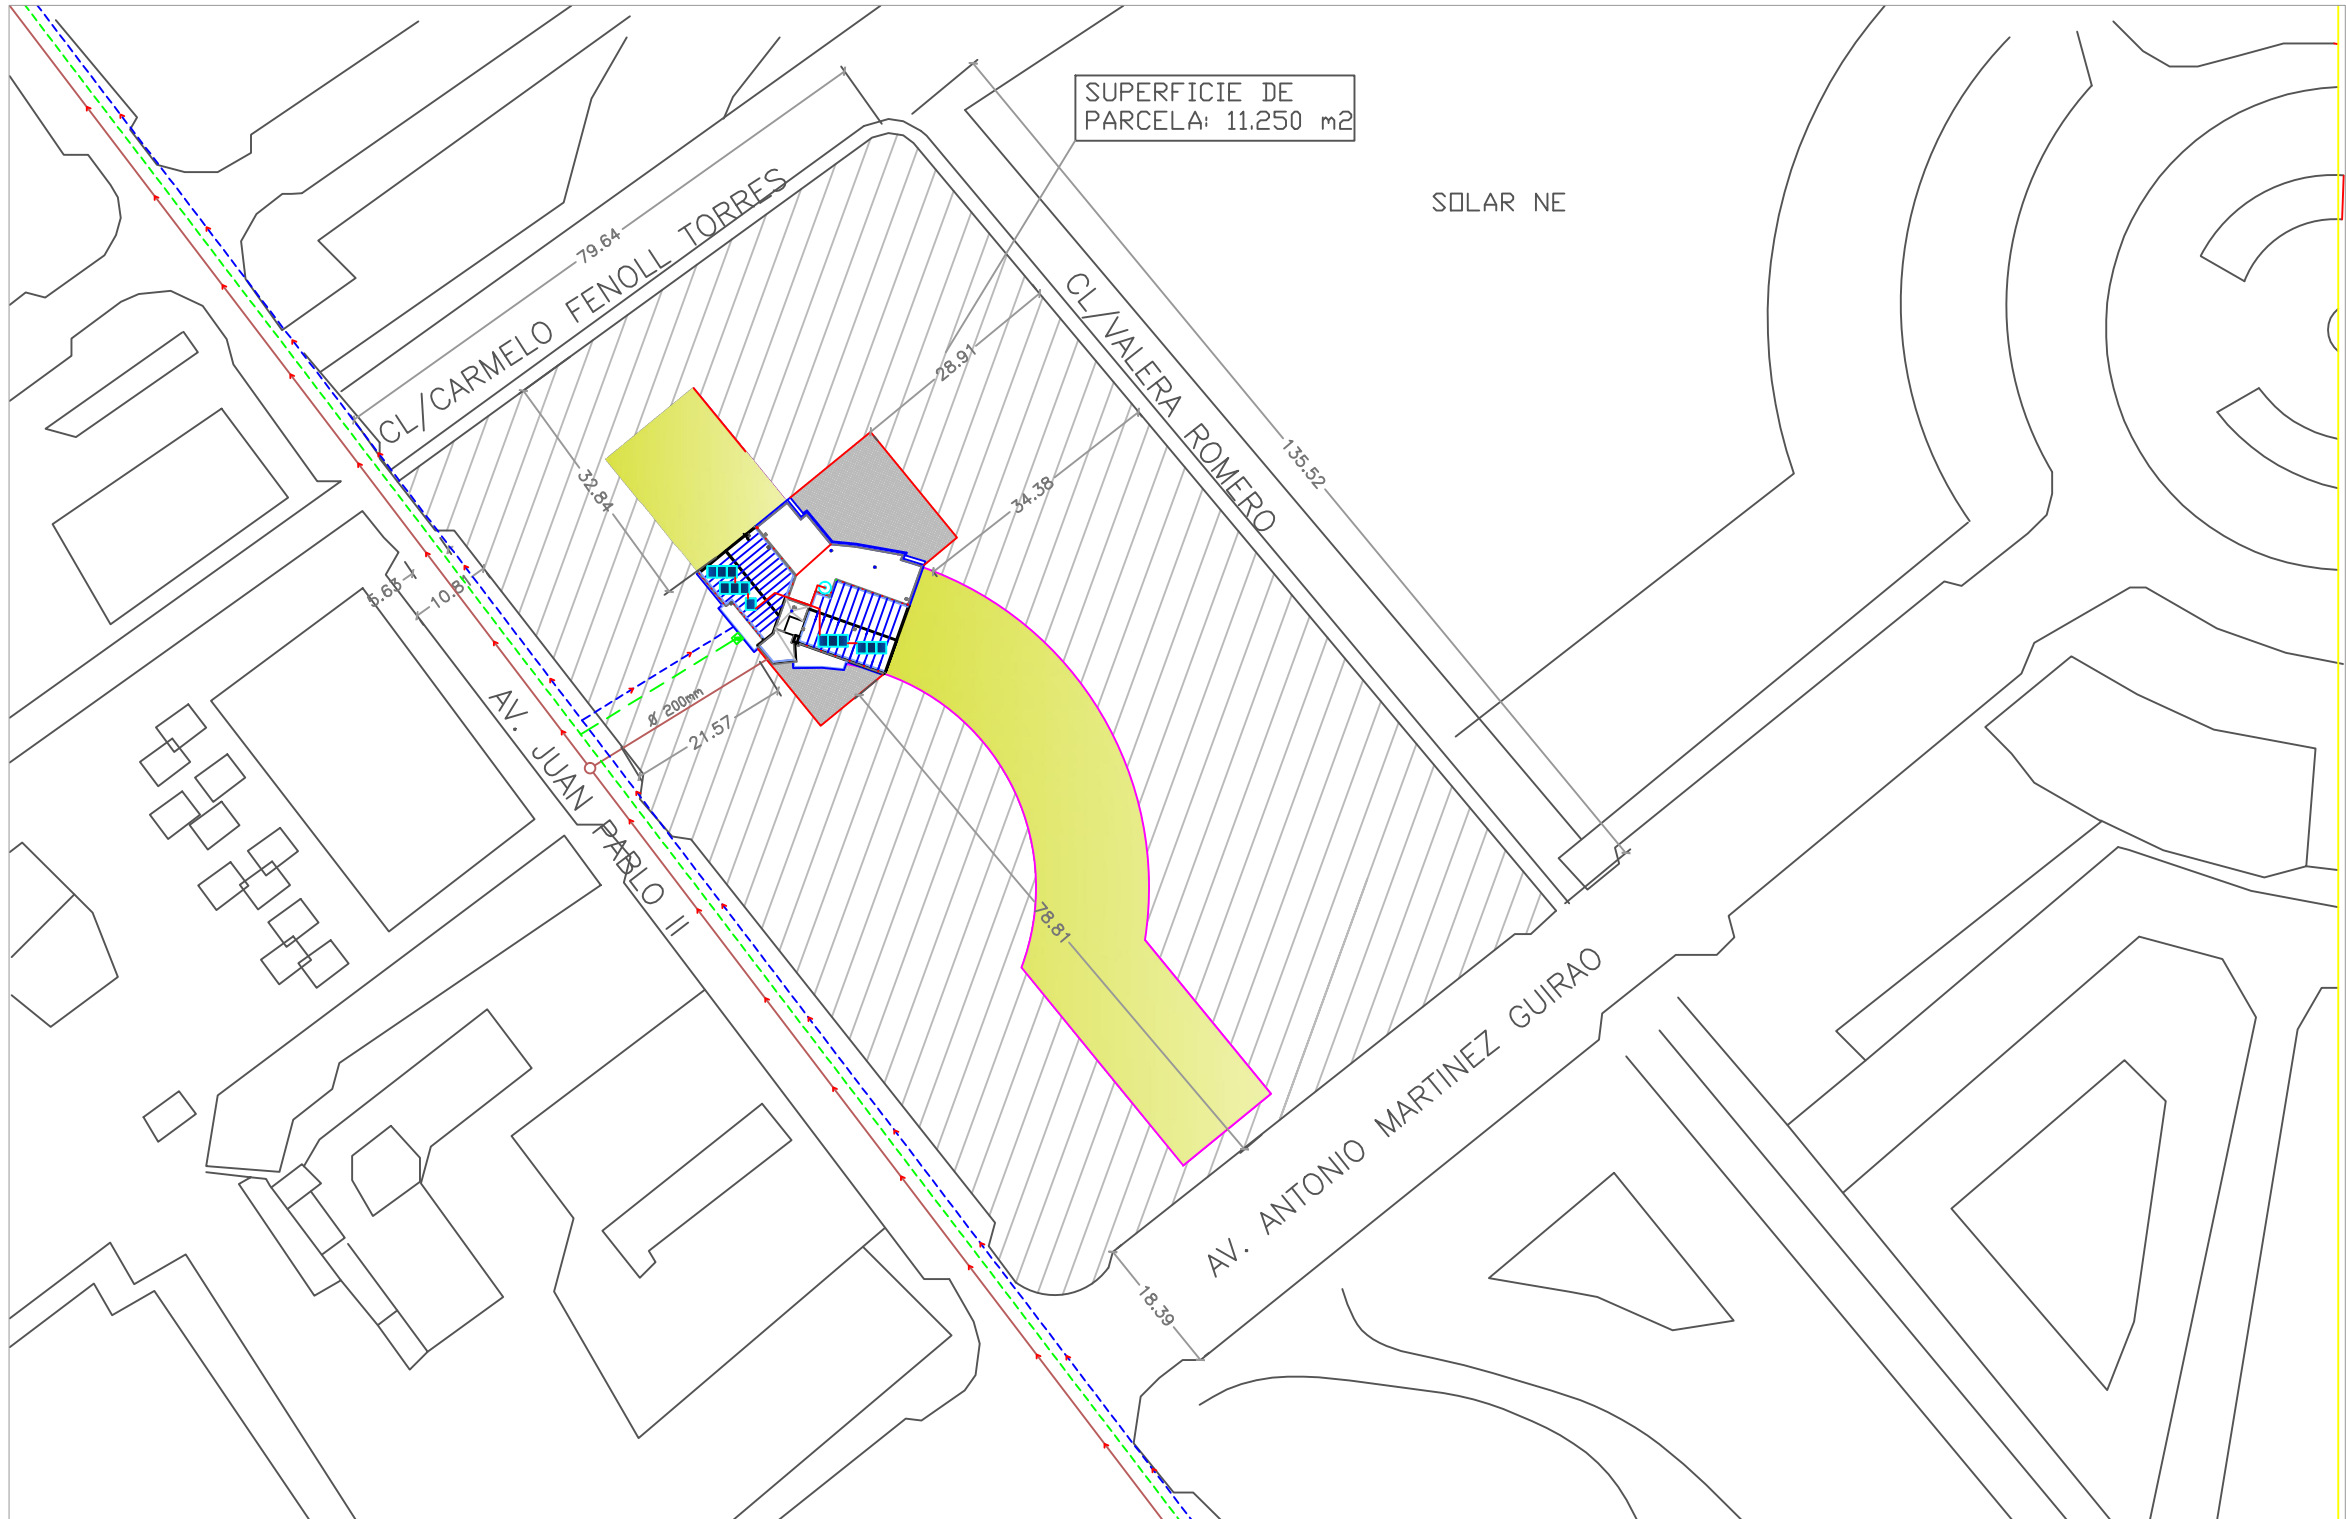 SUPERFICIE DE
PARCELA: 11.250 m2
SOLAR NE
CL/CARMELO FENOLL TORRES
79.64
CL/VALERA ROMERO
135.52
28.91
34.38
32.84
5.63
10.8
AV. JUAN PABLO II
Ø 200mm
21.57
78.81
AV. ANTONIO MARTINEZ GUIRAO
18.39